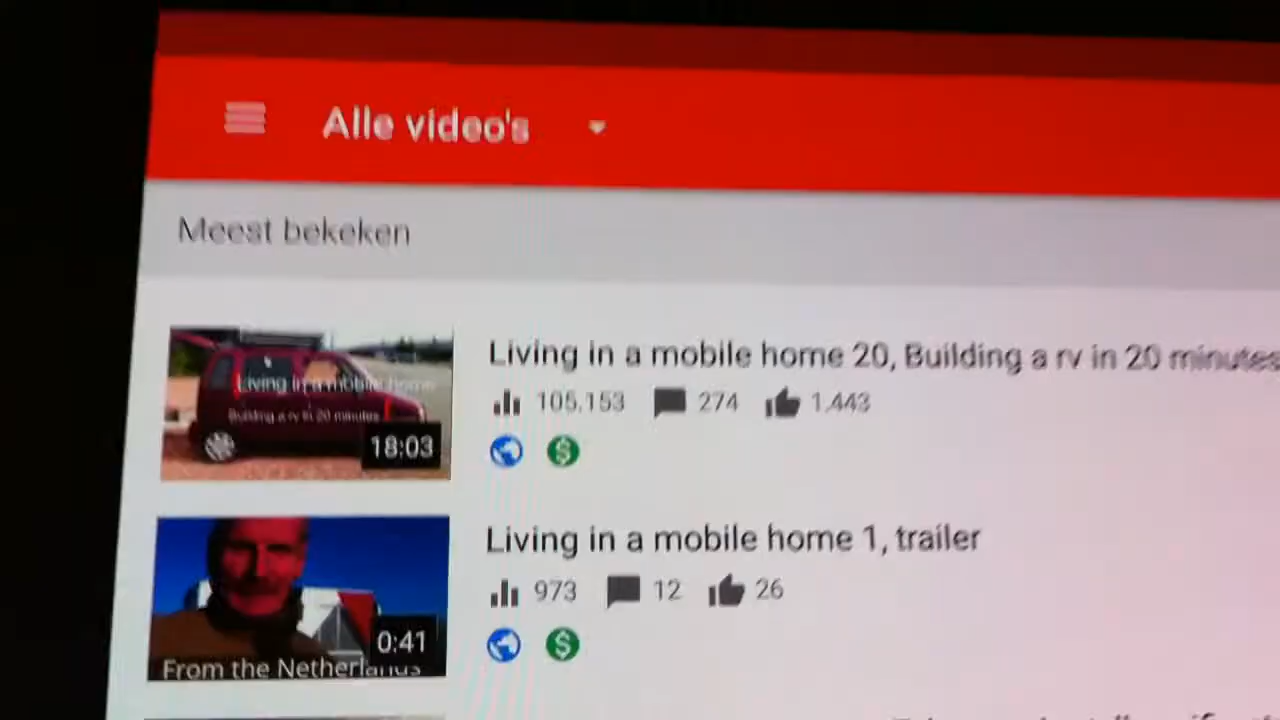 Alle video's
Meest bekeken
Living in a mobile home
Building a rv in 20 minutes
18:03
Living in a mobile home 20, Building a rv in 20 minutes
105.153 274 1.443
From the Netherlands
0:41
Living in a mobile home 1, trailer
973 12 26